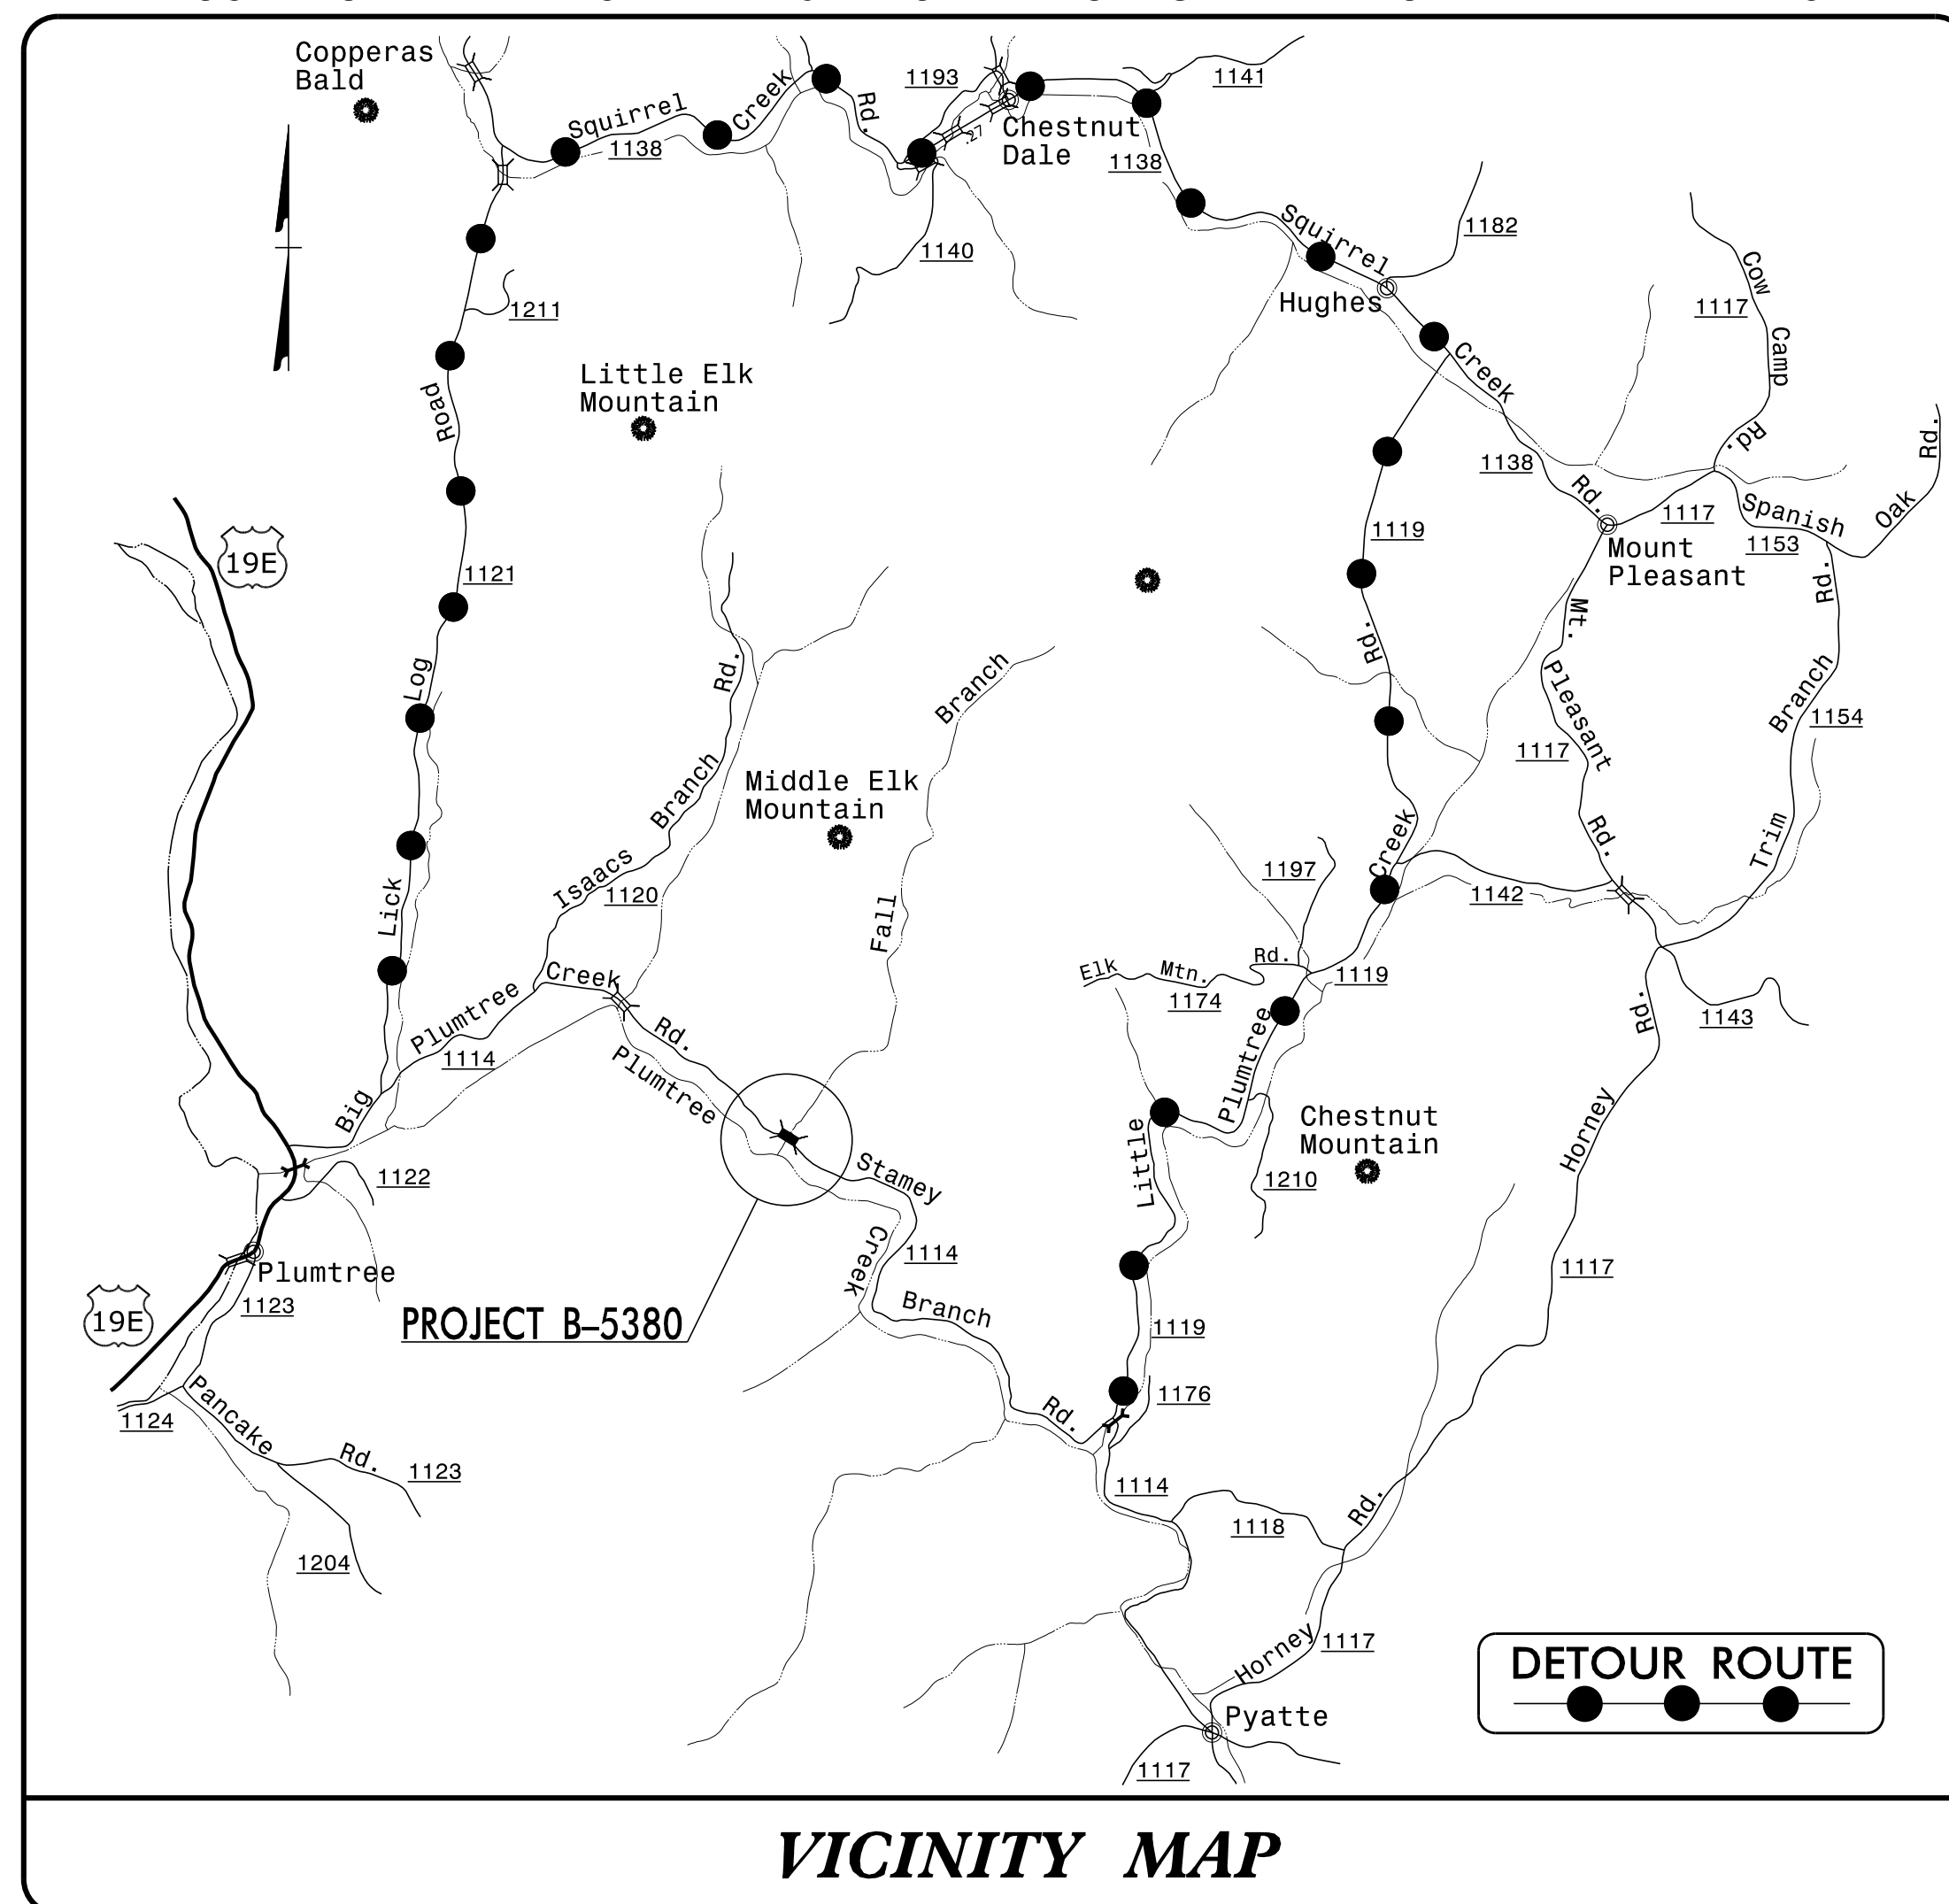 Copperas
Bald
Squirrel Creek Rd.
1138
1193
.27
Chestnut
Dale
1141
1138
1140
1182
Squirrel
Hughes
Creek
Rd.
1138
1117
Cow Camp Rd.
1211
Little Elk
Mountain
Road
Log
Lick
Big
1121
19E
1119
1117
Mount
Pleasant
Spanish Oak Rd.
1153
Mt. Pleasant Rd.
1117
Rd.
Branch
Trim
1154
Rd.
Creek
Plumtree
Little
Isaacs Branch Rd.
1120
Middle Elk
Mountain
Branch
Fall
1197
1142
Elk Mtn. Rd.
1174
1119
1143
Plumtree Creek Rd.
1114
Plumtree
Creek
Chestnut
Mountain
1210
Rd.
Horney
1117
1122
Stamey
1114
Branch
Rd.
Plumtree
1123
19E
PROJECT B–5380
1119
1176
1124
Pancake Rd.
1123
1204
1114
1118
Rd.
Horney
1117
Pyatte
1117
DETOUR ROUTE
VICINITY MAP